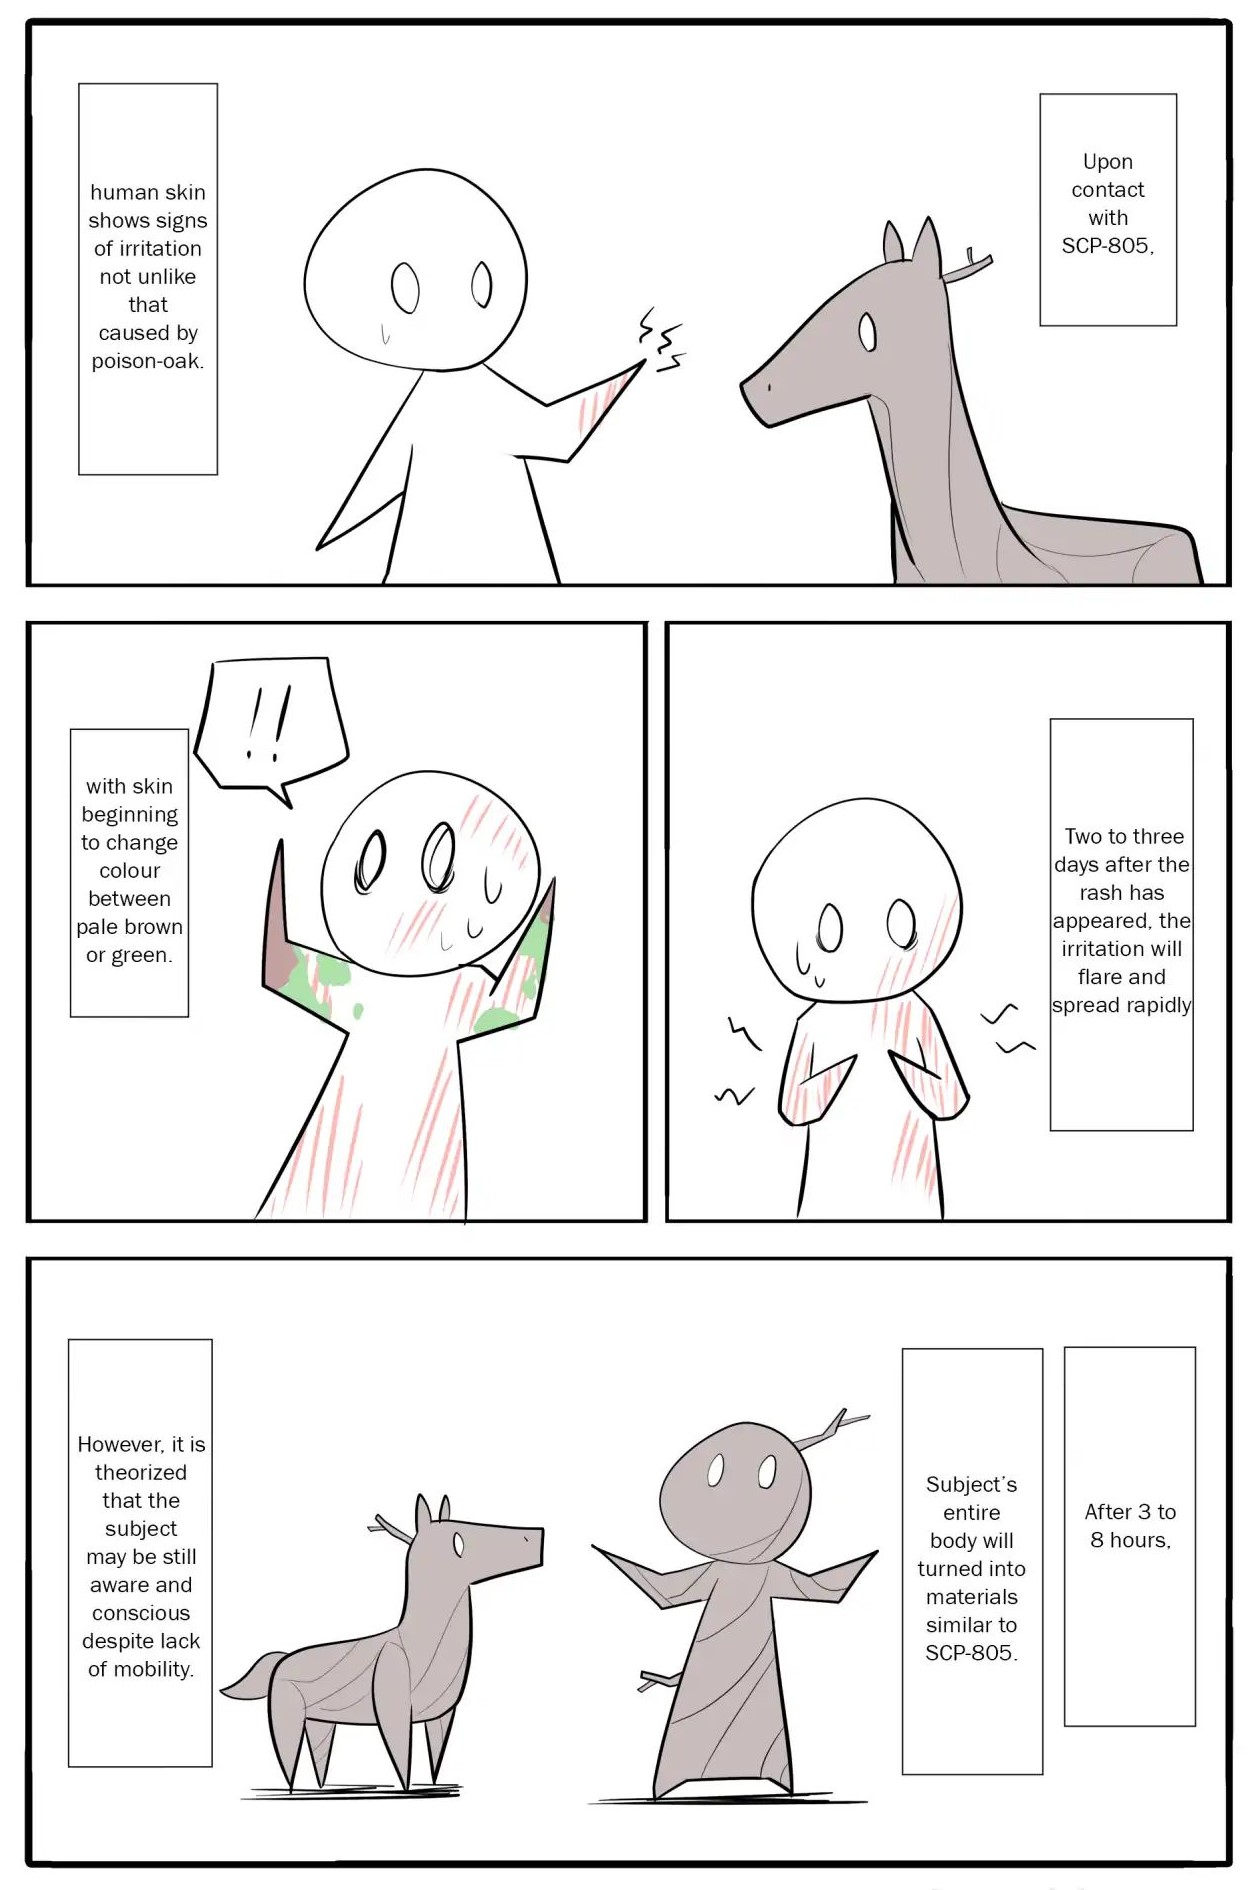 Upon
contact
with
SCP-805,
human skin
shows signs
of irritation
not unlike
that
caused by
poison-oak.
Two to three
days after the
rash has
appeared, the
irritation will
flare and
spread rapidly
!!
with skin
beginning
to change
colour
between
pale brown
or green.
After 3 to
8 hours,
Subject's
entire
body will
turned into
materials
similar to
SCP-805.
However, it is
theorized
that the
subject
may be still
aware and
conscious
despite lack
of mobility.